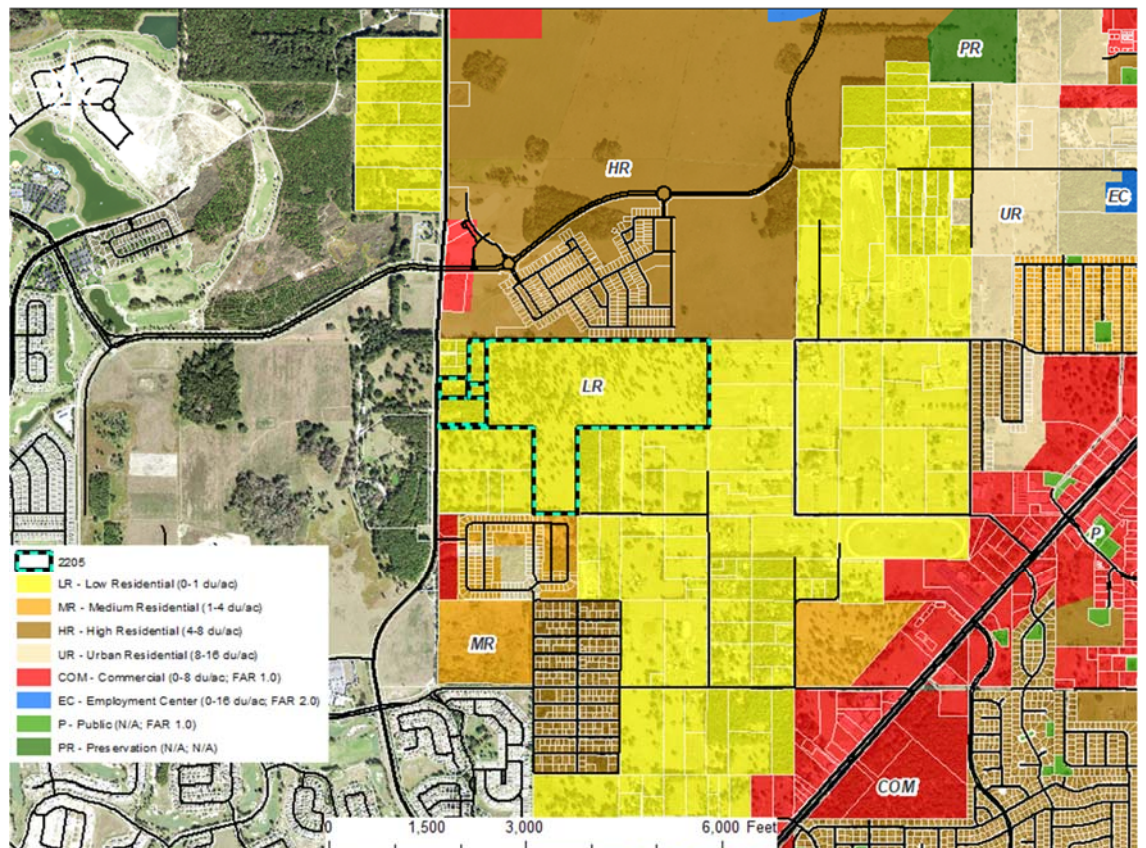 PR
HR
EC
UR
LR
P
2205
LR - Low Residential (0-1 du/ac)
MR - Medium Residential (1-4 du/ac)
HR - High Residential (4-8 du/ac)
UR - Urban Residential (8-16 du/ac)
COM - Commercial (0-8 du/ac; FAR 1.0)
EC - Employment Center (0-16 du/ac; FAR 2.0)
P - Public (N/A; FAR 1.0)
PR - Preservation (N/A; N/A)
MR
COM
0 1,500 3,000 6,000 Feet